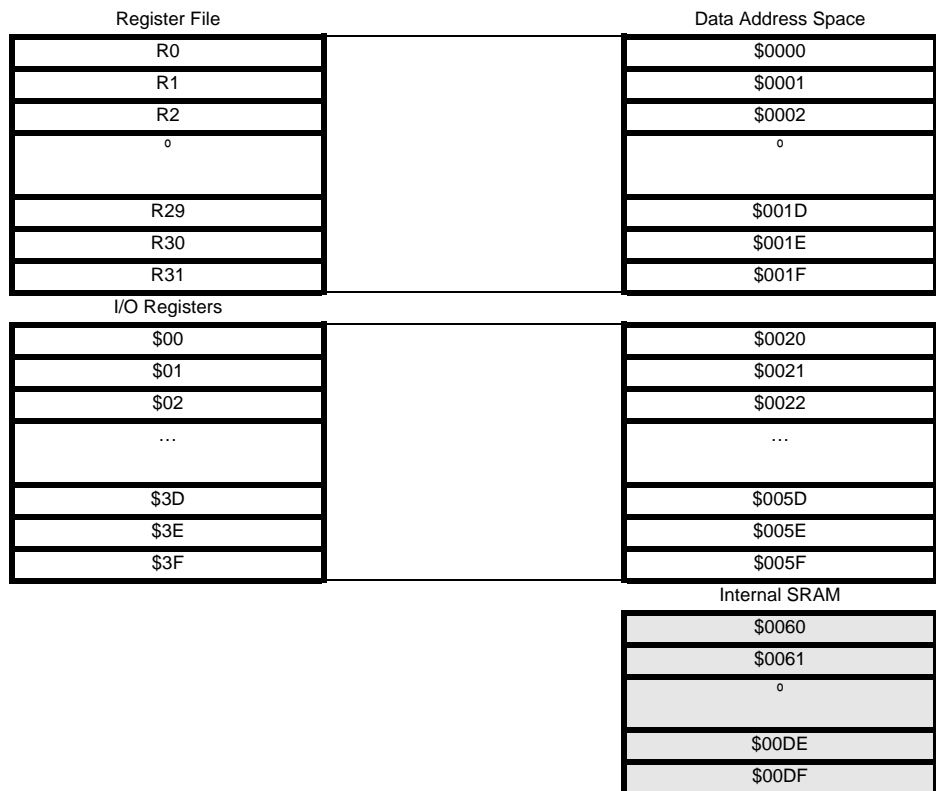 Register File Data Address Space
R0 $0000
R1 $0001
R2 $0002
o o
R29 $001D
R30 $001E
R31 $001F
I/O Registers
$00 $0020
$01 $0021
$02 $0022
… …
$3D $005D
$3E $005E
$3F $005F
Internal SRAM
$0060
$0061
o
$00DE
$00DF